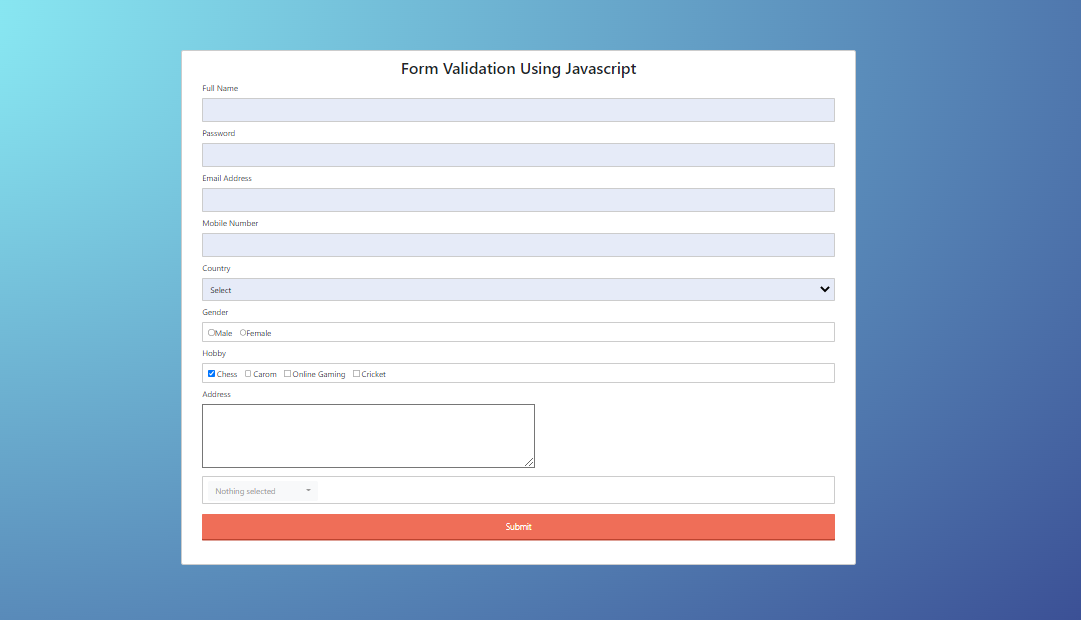 Form Validation Using Javascript
Full Name
Password
Email Address
Mobile Number
Country
Select
Gender
Male Female
Hobby
Chess Carom Online Gaming Cricket
Address
Nothing selected
Submit